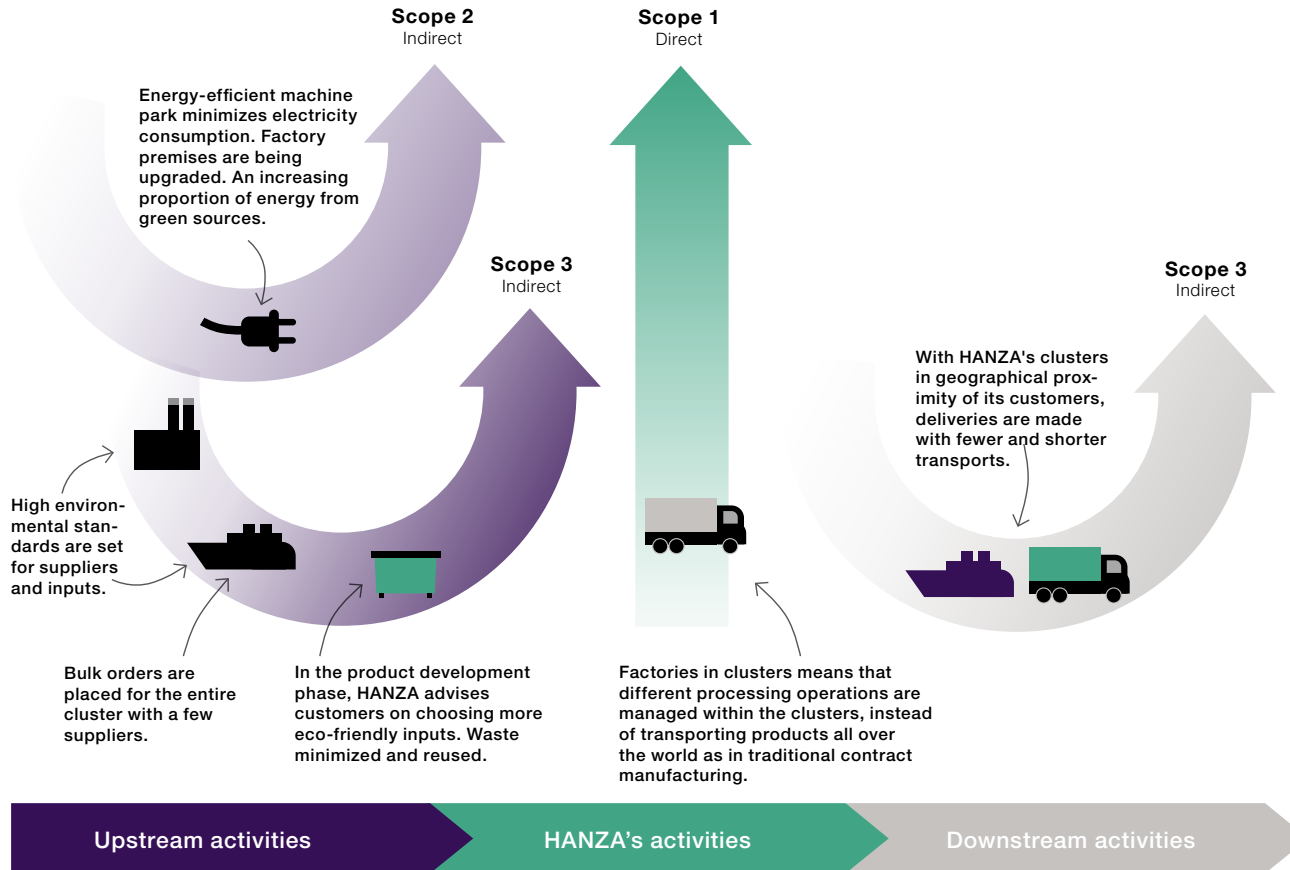 Scope 2
Indirect
Energy-efficient machine
park minimizes electricity
consumption. Factory
premises are being
upgraded. An increasing
proportion of energy from
green sources.
Scope 1
Direct
Scope 3
Indirect
Scope 3
Indirect
High environ-
mental stan-
dards are set
for suppliers
and inputs.
Bulk orders are
placed for the entire
cluster with a few
suppliers.
In the product development
phase, HANZA advises
customers on choosing more
eco-friendly inputs. Waste
minimized and reused.
Factories in clusters means that
different processing operations are
managed within the clusters, instead
of transporting products all over
the world as in traditional contract
manufacturing.
With HANZA's clusters
in geographical prox-
imity of its customers,
deliveries are made
with fewer and shorter
transports.
Upstream activities
HANZA’s activities
Downstream activities